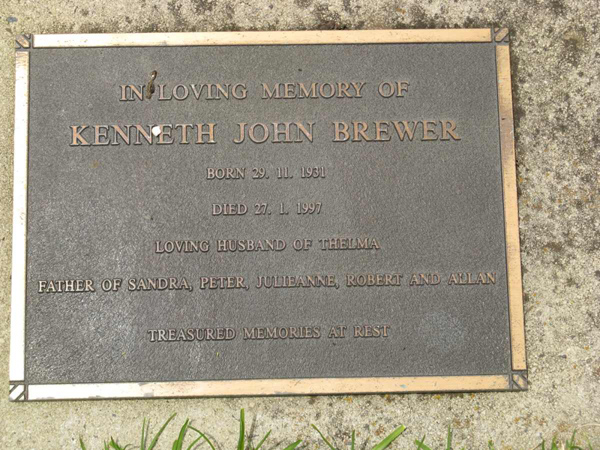 IN LOVING MEMORY OF
KENNETH JOHN BREWER
BORN 29. 11. 1931
DIED 27. 1. 1997
LOVING HUSBAND OF THELMA
FATHER OF SANDRA, PETER, JULIEANNE, ROBERT AND ALLAN
TREASURED MEMORIES AT REST